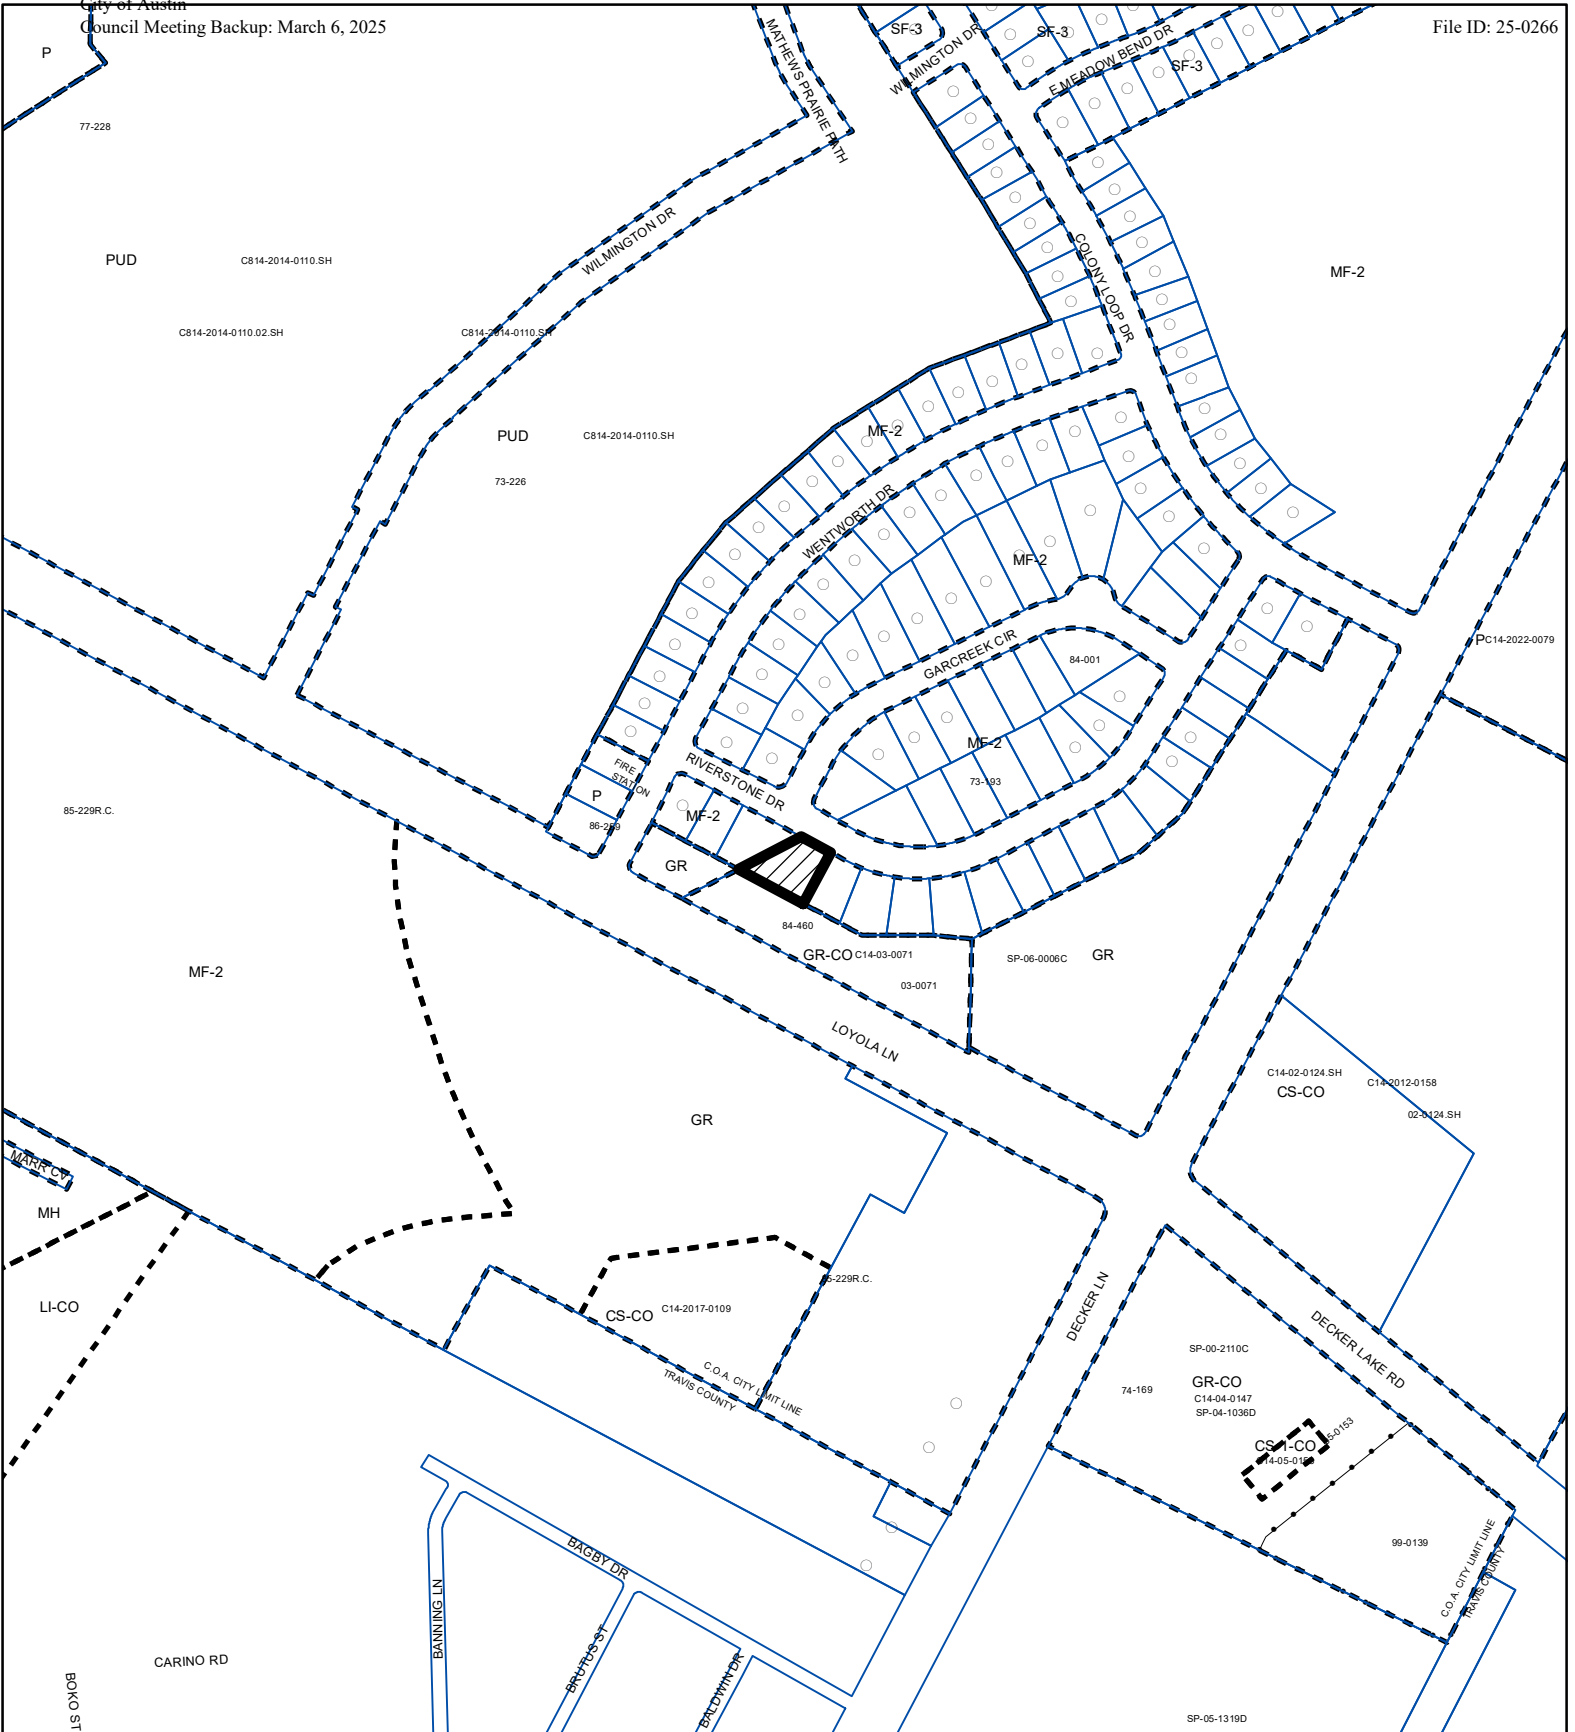 City of Austin
Council Meeting Backup: March 6, 2025
File ID: 25-0266
P
77-228
MATHEWS PRAIRIE PATH
SF-3
WILMINGTON DR
SF-3
E MEADOW BEND DR
SF-3
WILMINGTON DR
PUD
C814-2014-0110.SH
COLONY LOOP DR
MF-2
C814-2014-0110.02.SH
C814-2014-0110.SH
PUD
C814-2014-0110.SH
MF-2
73-226
WENTWORTH DR
MF-2
GARCREEK CIR
84-001
P
C14-2022-0079
MF-2
73-193
RIVERSTONE DR
FIRE
STATION
P
86-259
MF-2
85-229R.C.
GR
84-460
GR-CO
C14-03-0071
SP-06-0006C
GR
MF-2
03-0071
LOYOLA LN
C14-02-0124.SH
CS-CO
C14-2012-0158
02-0124.SH
GR
MARR CV
MH
LI-CO
CS-CO
C14-2017-0109
85-229R.C.
DECKER LN
DECKER LAKE RD
C.O.A. CITY LIMIT LINE
TRAVIS COUNTY
SP-00-2110C
74-169
GR-CO
C14-04-0147
SP-04-1036D
CS-1-CO
99-0139
C.O.A. CITY LIMIT LINE
TRAVIS COUNTY
BAGBY DR
BANNING LN
BRUTUS ST
BALDWIN DR
CARINO RD
BOKO ST
SP-05-1319D